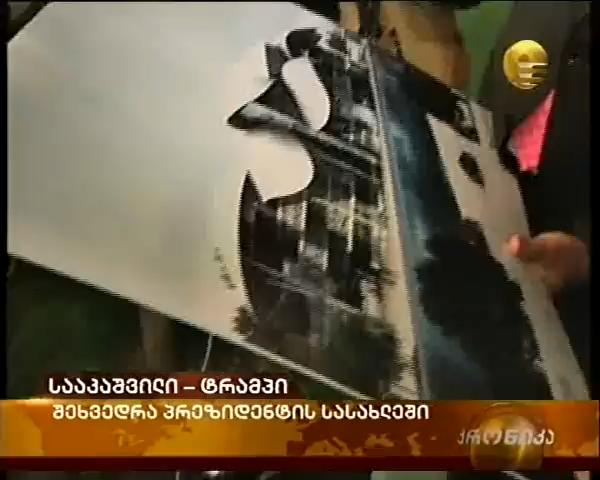 სააკაშვილი – ტრამპი
შეხვედრა პრეზიდენტის სასახლეში
ქრონიკა